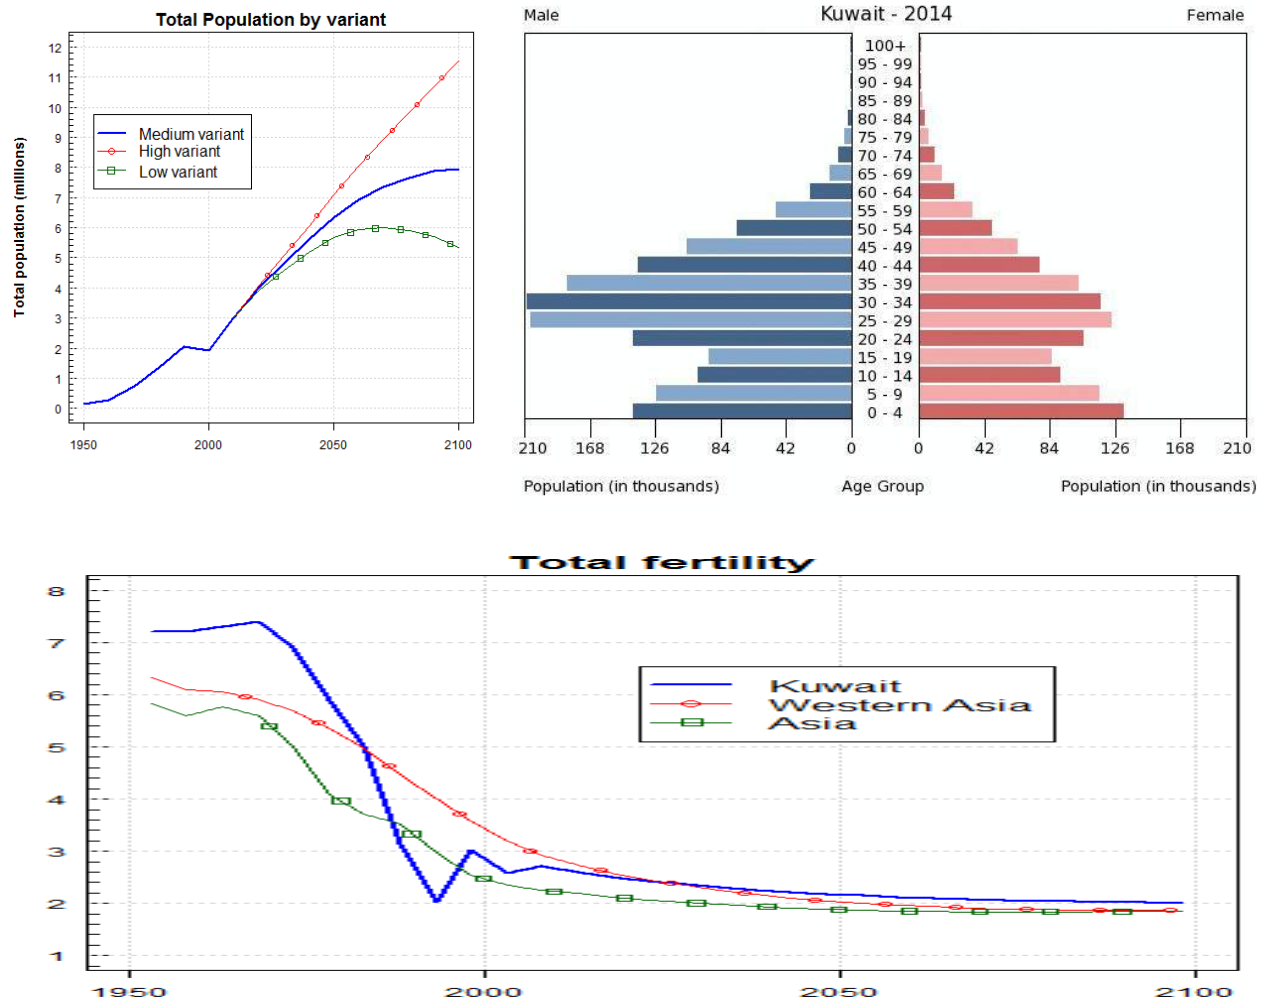 Total Population by variant
Total population (millions)
12
11
10
9
8
7
6
5
4
3
2
1
0
Medium variant
High variant
Low variant
1950 2000 2050 2100
Male Kuwait - 2014 Female
100+
95 - 99
90 - 94
85 - 89
80 - 84
75 - 79
70 - 74
65 - 69
60 - 64
55 - 59
50 - 54
45 - 49
40 - 44
35 - 39
30 - 34
25 - 29
20 - 24
15 - 19
10 - 14
5 - 9
0 - 4
210 168 126 84 42 0 0 42 84 126 168 210
Population (in thousands) Age Group Population (in thousands)
Total fertility
8
7
6
5
4
3
2
1
Kuwait
Western Asia
Asia
1950 2000 2050 2100